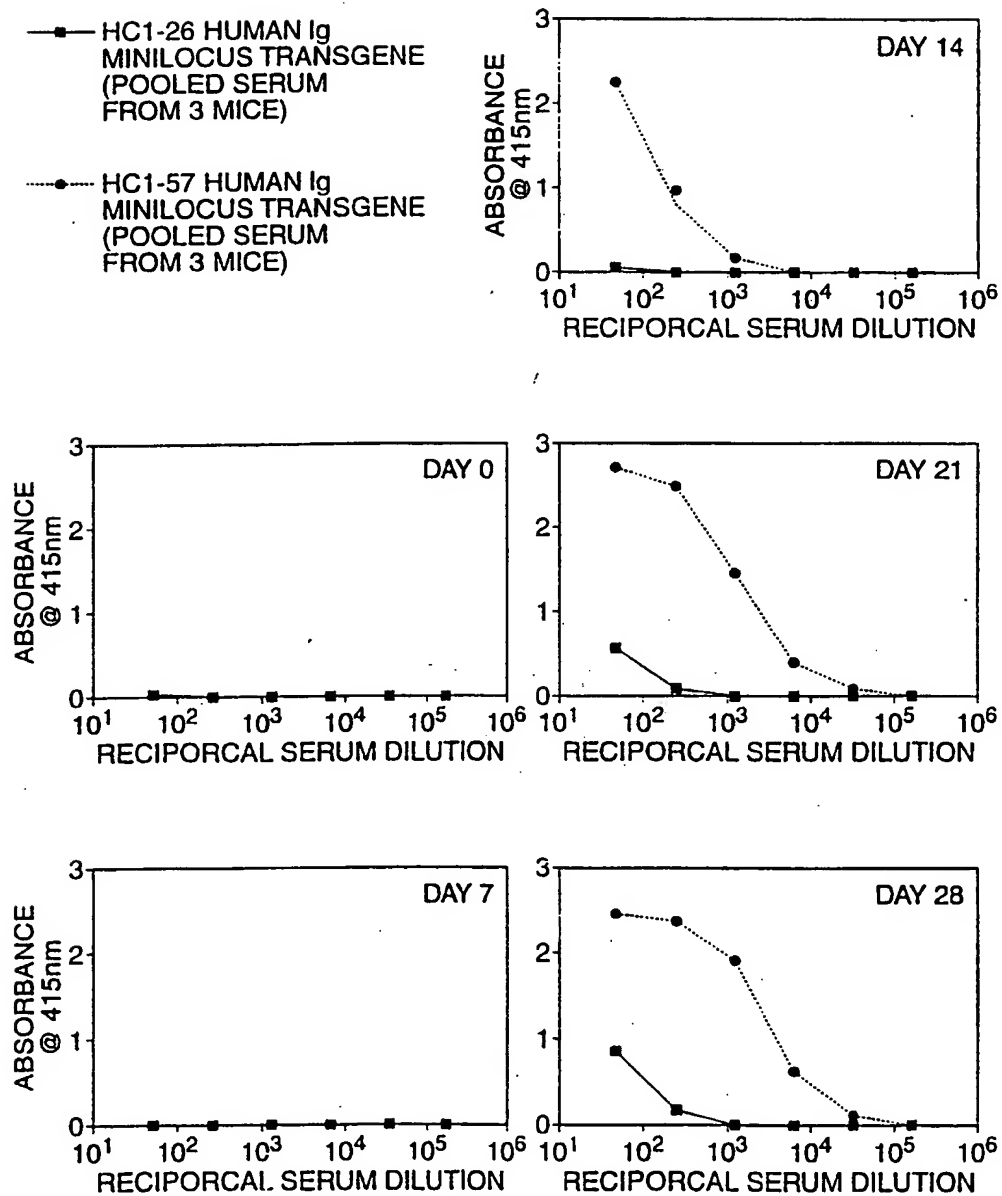 HC1-26 HUMAN Ig
MINILOCUS TRANSGENE
(POOLED SERUM
FROM 3 MICE)
HC1-57 HUMAN Ig
MINILOCUS TRANSGENE
(POOLED SERUM
FROM 3 MICE)
DAY 14
ABSORBANCE
@ 415nm
3
2
1
0
10¹ 10² 10³ 10⁴ 10⁵ 10⁶
RECIPORCAL SERUM DILUTION
DAY 0
ABSORBANCE
@ 415nm
3
2
1
0
10¹ 10² 10³ 10⁴ 10⁵ 10⁶
RECIPORCAL SERUM DILUTION
DAY 21
3
2
1
0
10¹ 10² 10³ 10⁴ 10⁵ 10⁶
RECIPORCAL SERUM DILUTION
DAY 7
ABSORBANCE
@ 415nm
3
2
1
0
10¹ 10² 10³ 10⁴ 10⁵ 10⁶
RECIPORCAL SERUM DILUTION
DAY 28
3
2
1
0
10¹ 10² 10³ 10⁴ 10⁵ 10⁶
RECIPORCAL SERUM DILUTION